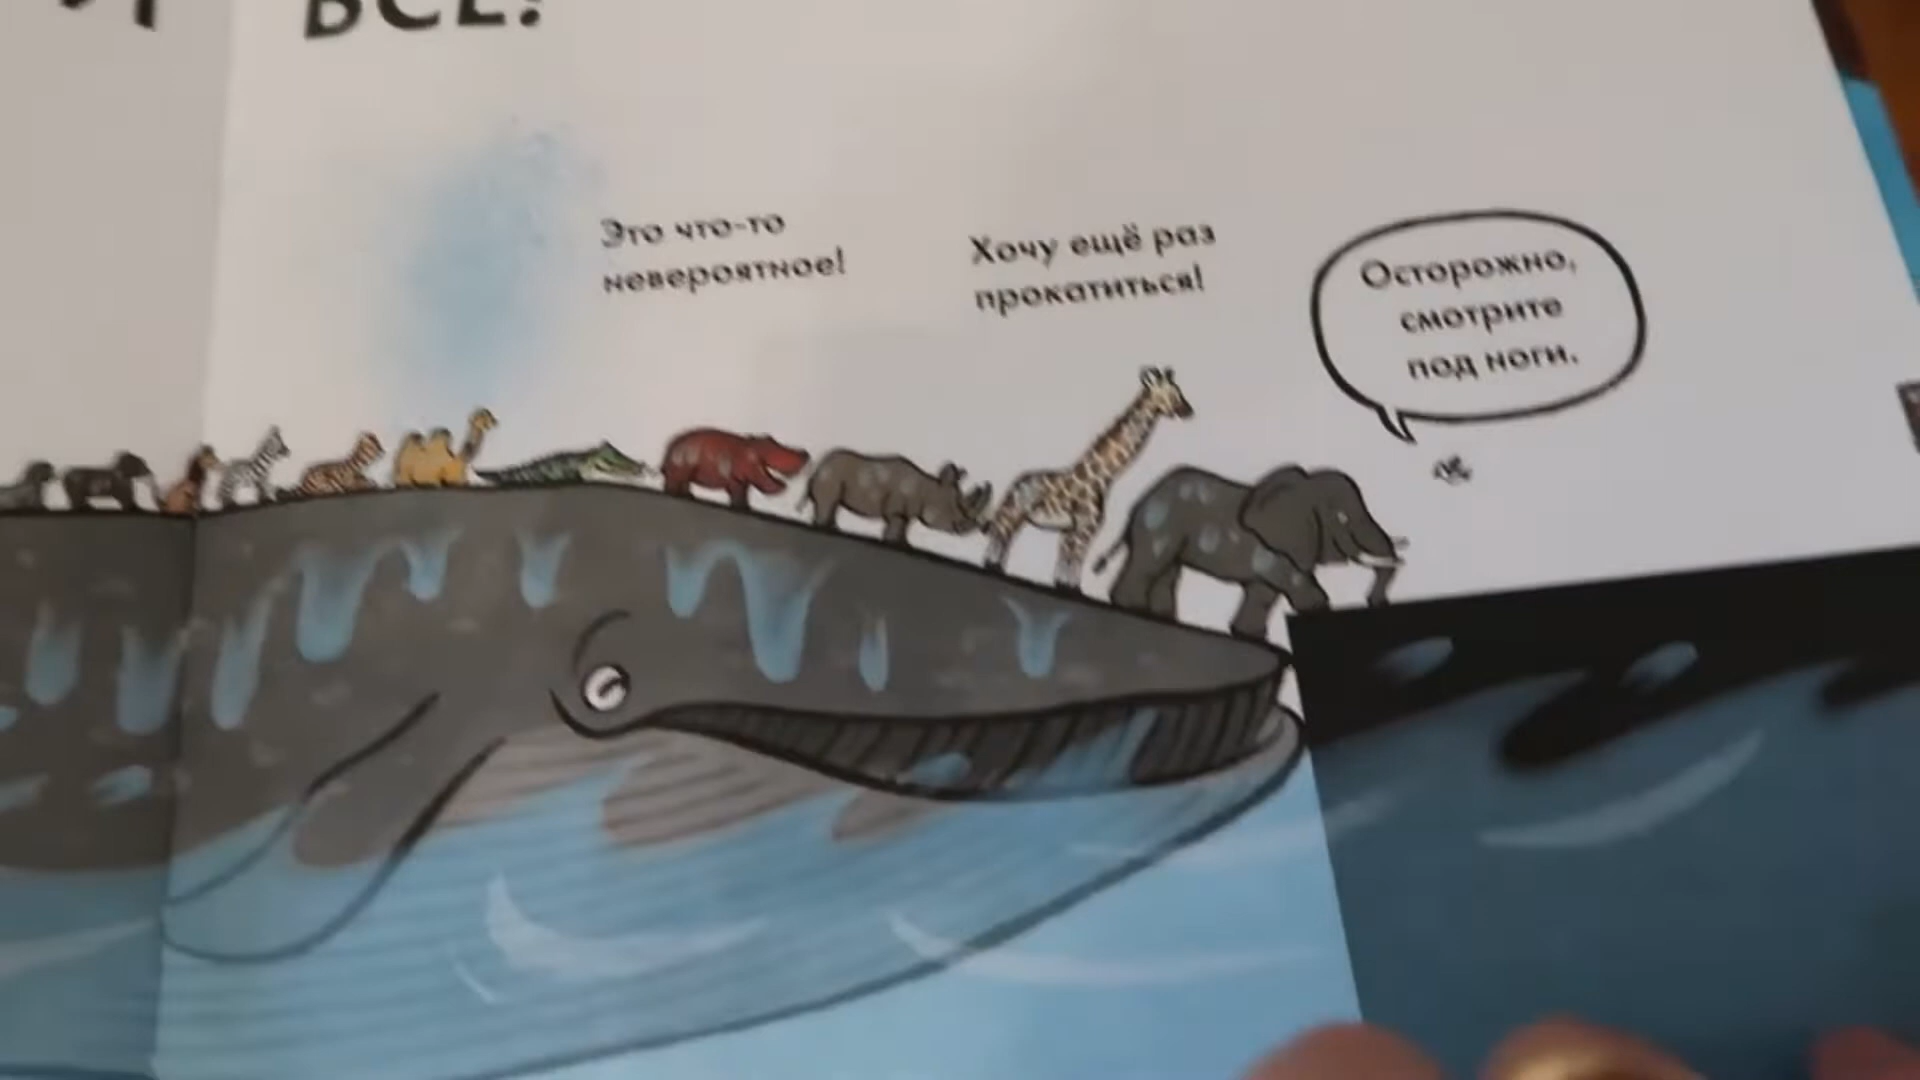 ВСЕ!
Это что-то
невероятное!
Хочу ещё раз
прокатиться!
Осторожно,
смотрите
под ноги.